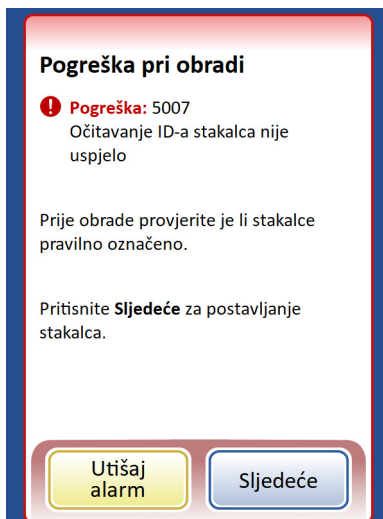 Pogreška pri obradi
Pogreška: 5007
Očitavanje ID-a stakalca nije
uspjelo
Prije obrade provjerite je li stakalce
pravilno označeno.
Pritisnite Sljedeće za postavljanje
stakalca.
Utišaj
alarm
Sljedeće